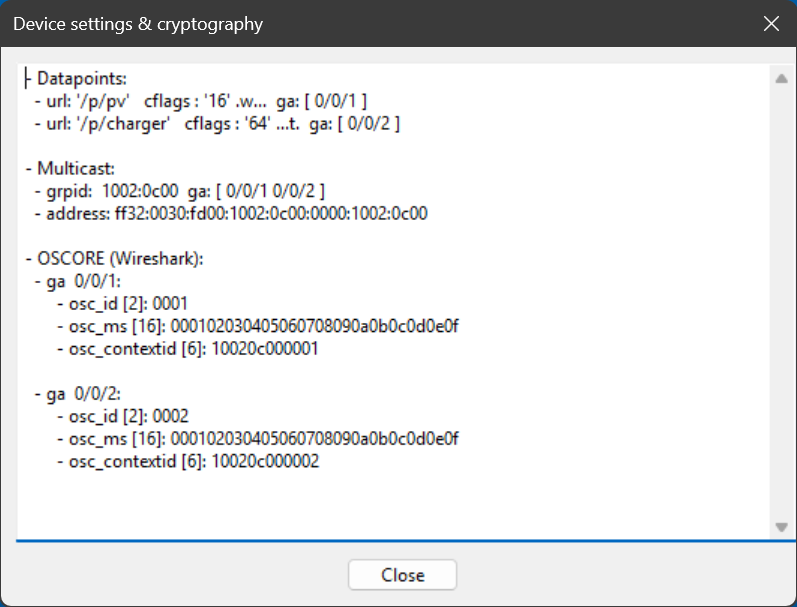 Device settings & cryptography
- Datapoints:
- url: '/p/pv'   cflags : '16' .w...  ga: [ 0/0/1 ]
- url: '/p/charger'   cflags : '64' ...t.  ga: [ 0/0/2 ]
- Multicast:
- grpid:  1002:0c00  ga: [ 0/0/1 0/0/2 ]
- address: ff32:0030:fd00:1002:0c00:0000:1002:0c00
- OSCORE (Wireshark):
- ga  0/0/1:
- osc_id [2]: 0001
- osc_ms [16]: 000102030405060708090a0b0c0d0e0f
- osc_contextid [6]: 10020c000001
- ga  0/0/2:
- osc_id [2]: 0002
- osc_ms [16]: 000102030405060708090a0b0c0d0e0f
- osc_contextid [6]: 10020c000002
Close